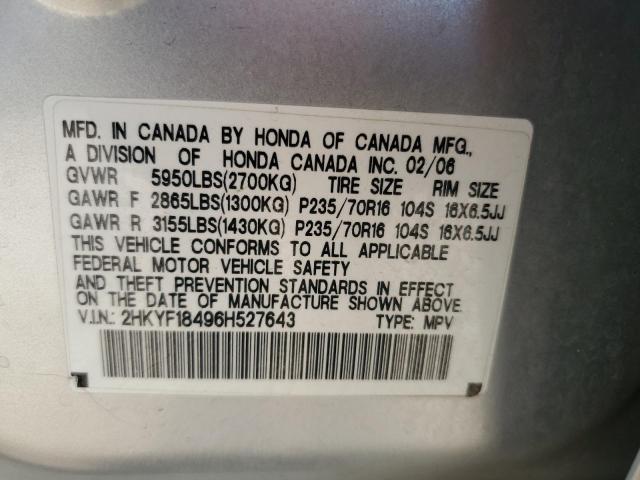 MFD. IN CANADA BY HONDA OF CANADA MFG.,
A DIVISION OF HONDA CANADA INC. 02/06
GVWR 5950LBS(2700KG) TIRE SIZE RIM SIZE
GAWR F 2865LBS(1300KG) P235/70R16 104S 16X6.5JJ
GAWR R 3155LBS(1430KG) P235/70R16 104S 16X6.5JJ
THIS VEHICLE CONFORMS TO ALL APPLICABLE
FEDERAL MOTOR VEHICLE SAFETY
AND THEFT PREVENTION STANDARDS IN EFFECT
ON THE DATE OF MANUFACTURE SHOWN ABOVE.
V.I.N.: 2HKYF18496H527643 TYPE: MPV